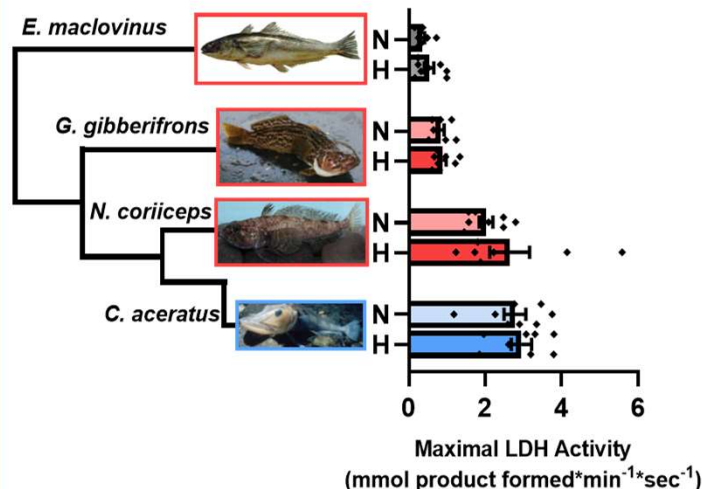 E. maclovinus
N
H
G. gibberifrons
N
H
N. coriiceps
N
H
C. aceratus
N
H
0 2 4 6
Maximal LDH Activity
(mmol product formed*min⁻¹*sec⁻¹)